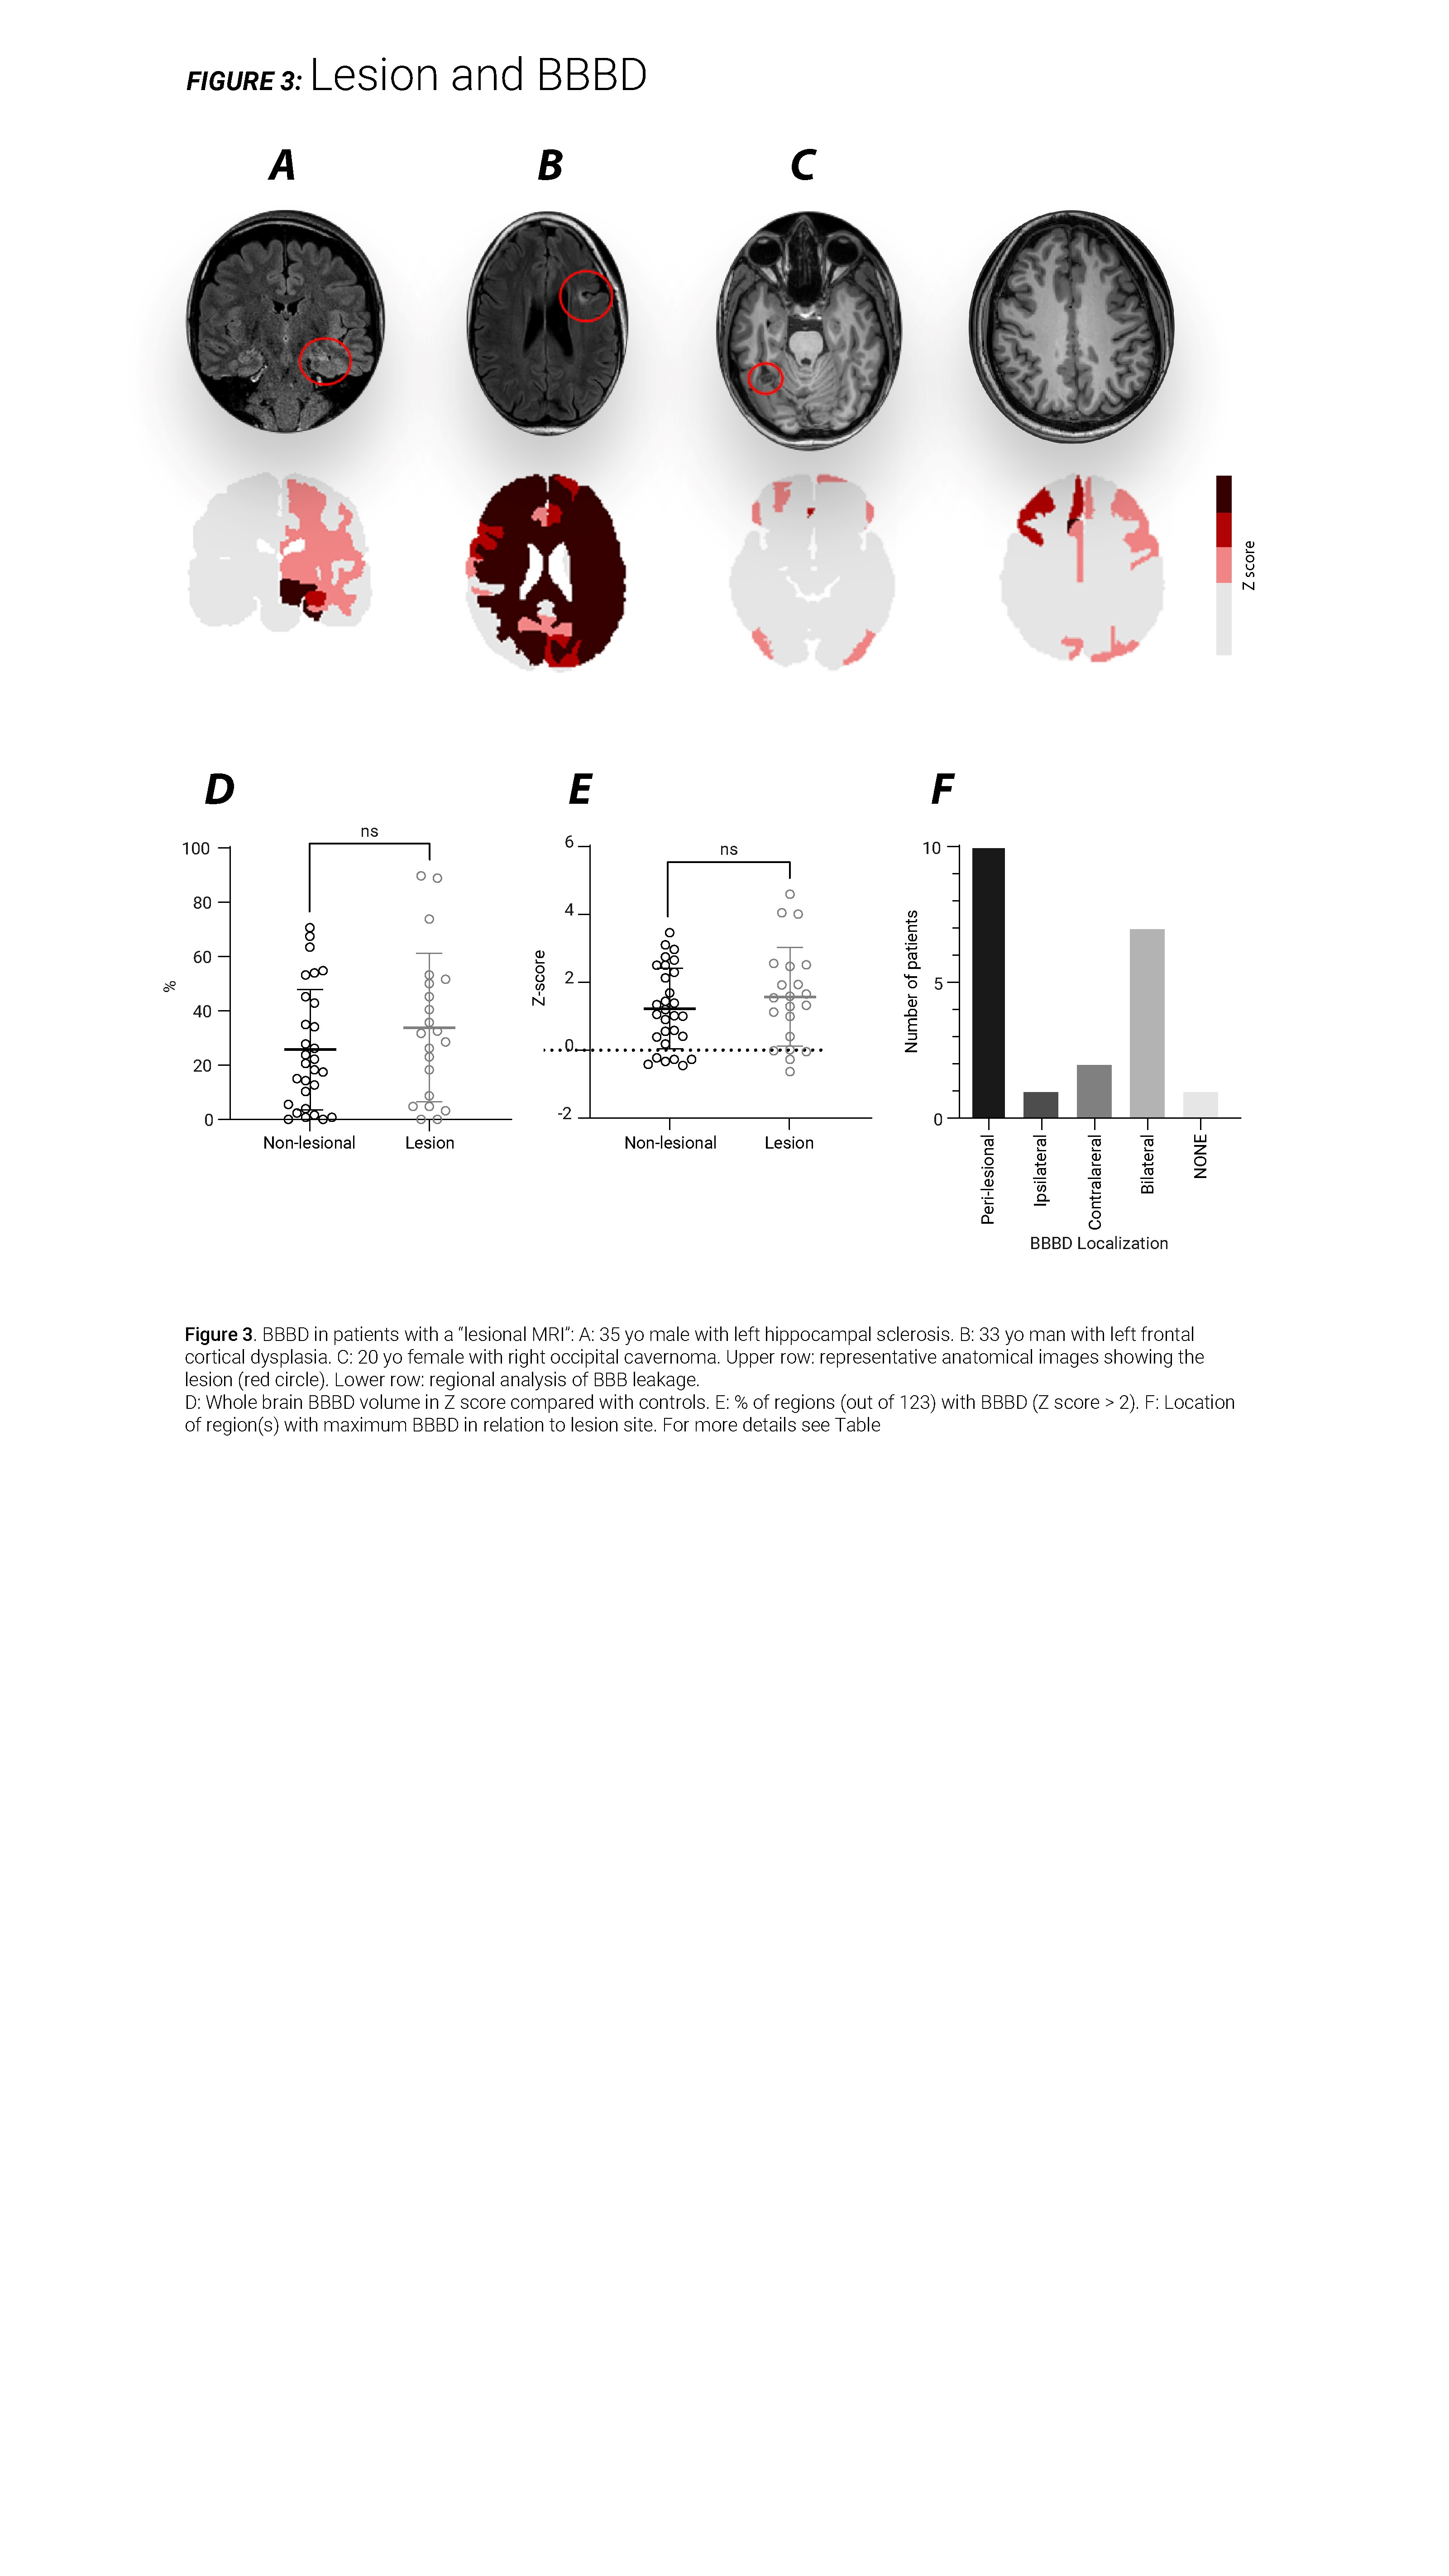 FIGURE 3: Lesion and BBBD
A
B
C
Z score
D
E
F
ns
100
80
60
40
20
0
%
Non-lesional
Lesion
ns
6
4
2
0
-2
Z-score
Non-lesional
Lesion
10
5
0
Number of patients
Peri-lesional
Ipsilateral
Contralareral
Bilateral
NONE
BBBD Localization
Figure 3. BBBD in patients with a “lesional MRI”: A: 35 yo male with left hippocampal sclerosis. B: 33 yo man with left frontal
cortical dysplasia. C: 20 yo female with right occipital cavernoma. Upper row: representative anatomical images showing the
lesion (red circle). Lower row: regional analysis of BBB leakage.
D: Whole brain BBBD volume in Z score compared with controls. E: % of regions (out of 123) with BBBD (Z score > 2). F: Location
of region(s) with maximum BBBD in relation to lesion site. For more details see Table